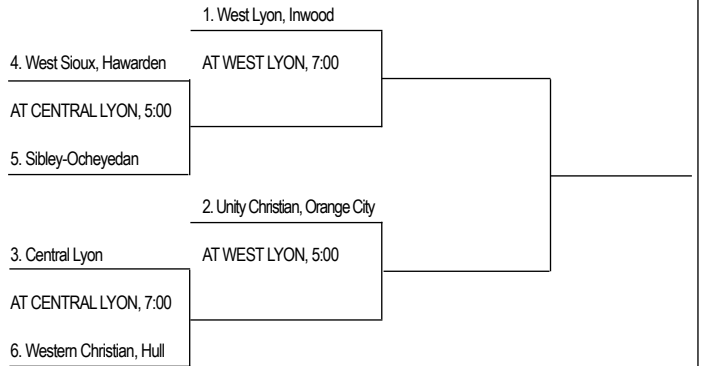 1. West Lyon, Inwood
4. West Sioux, Hawarden
AT WEST LYON, 7:00
AT CENTRAL LYON, 5:00
5. Sibley-Ocheyedan
2. Unity Christian, Orange City
3. Central Lyon
AT WEST LYON, 5:00
AT CENTRAL LYON, 7:00
6. Western Christian, Hull